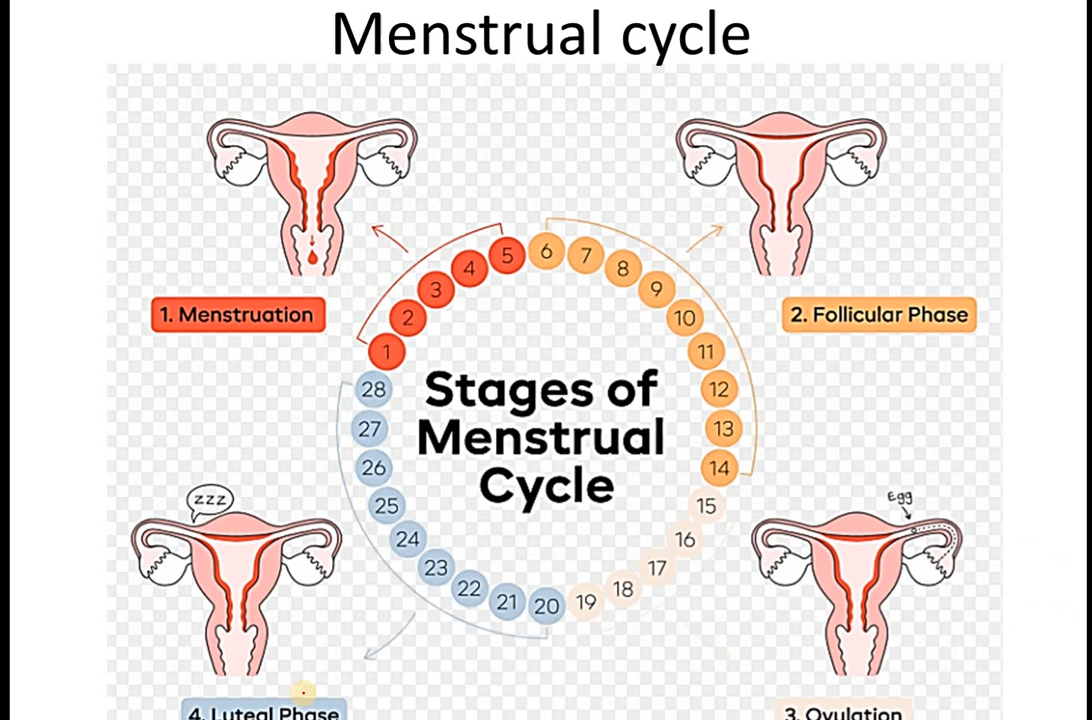 Menstrual cycle
1. Menstruation
2. Follicular Phase
Stages of
Menstrual
Cycle
1
2
3
4
5
6
7
8
9
10
11
12
13
14
15
16
17
18
19
20
21
22
23
24
25
26
27
28
zzz
Egg
4. Luteal Phase
3. Ovulation